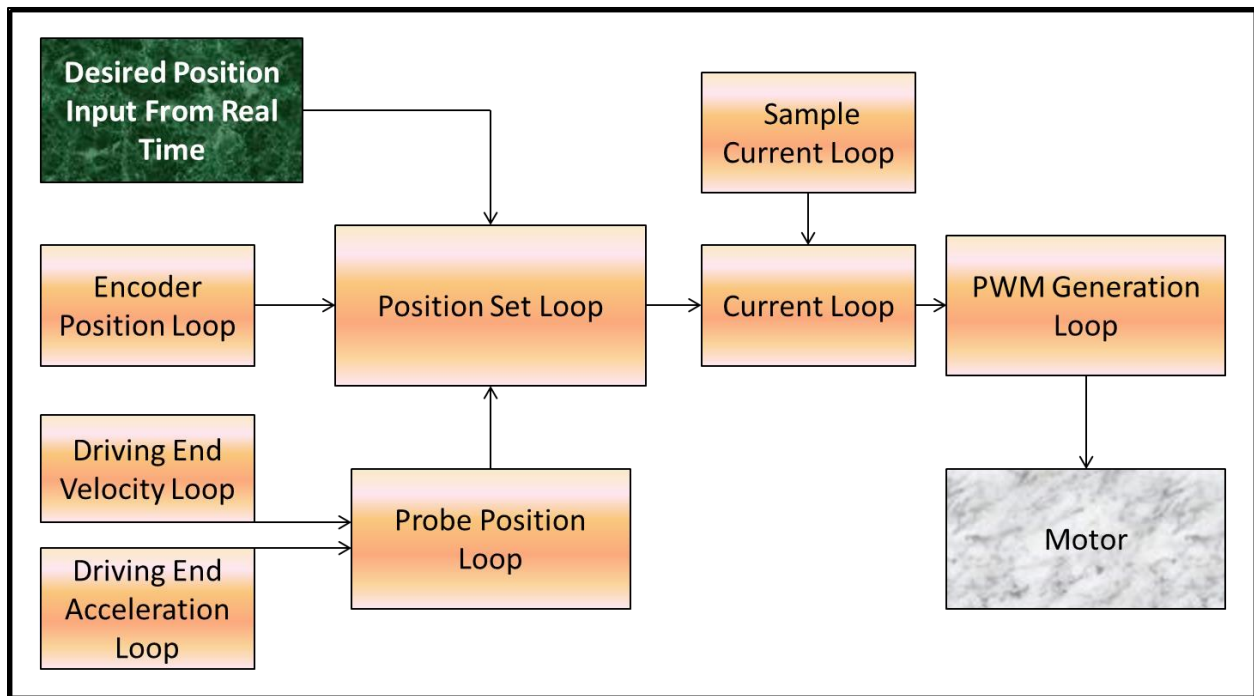 Desired Position
Input From Real
Time
Sample
Current Loop
Encoder
Position Loop
Position Set Loop
Current Loop
PWM Generation
Loop
Driving End
Velocity Loop
Probe Position
Loop
Motor
Driving End
Acceleration
Loop